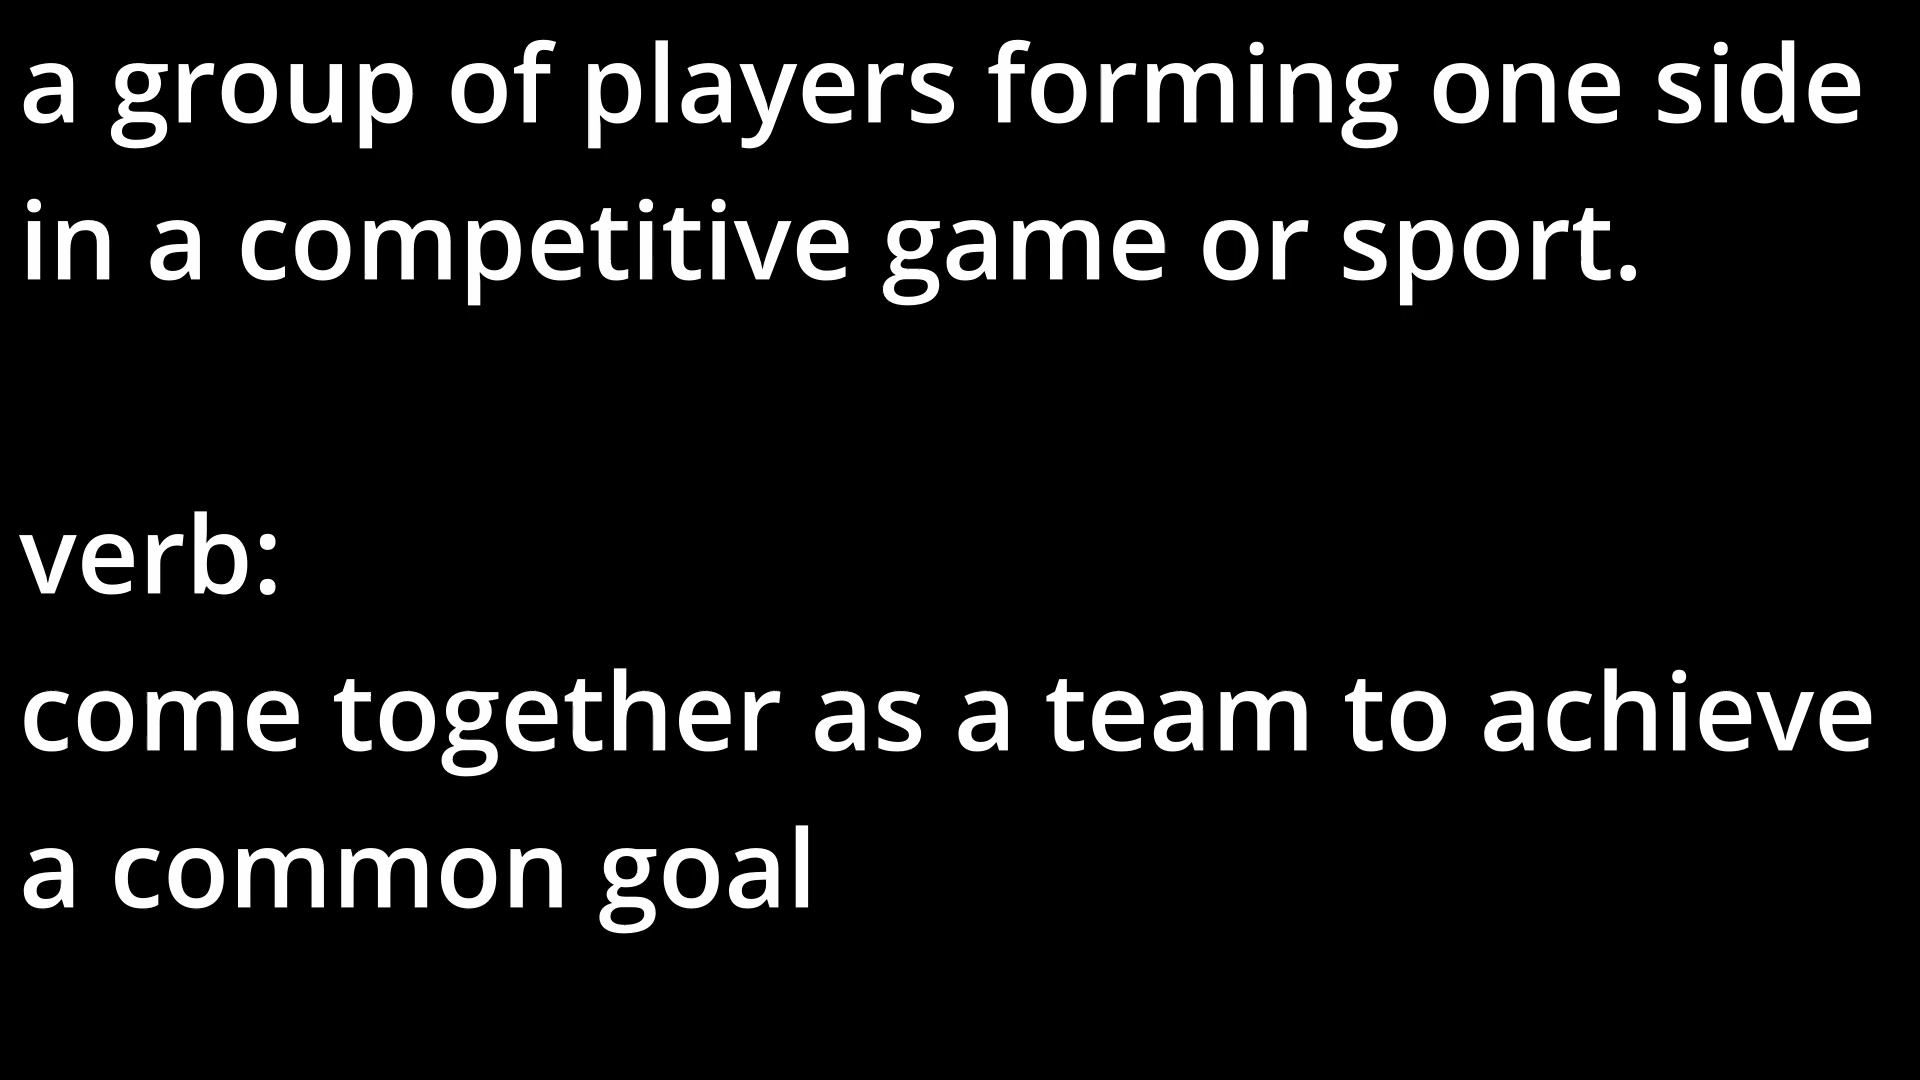 a group of players forming one side
in a competitive game or sport.
verb:
come together as a team to achieve
a common goal